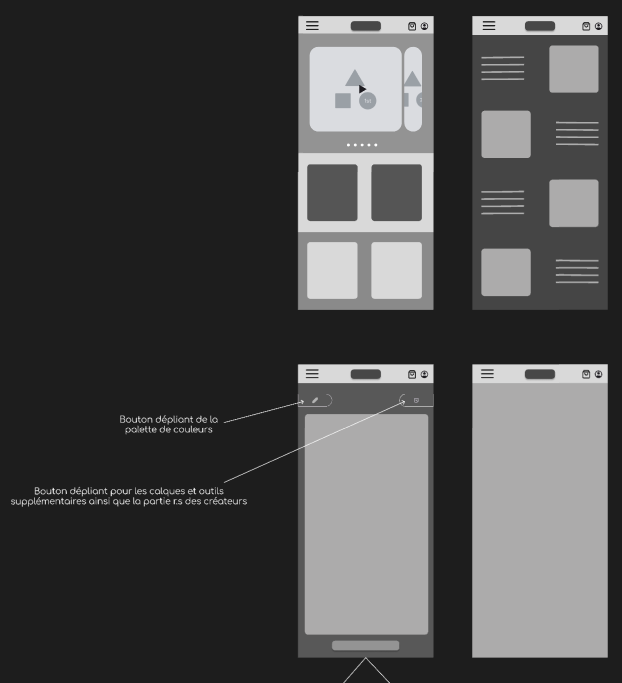 Bouton dépliant de la
palette de couleurs
Bouton dépliant pour les calques et outils
supplémentaires ainsi que la partie r.s des créateurs